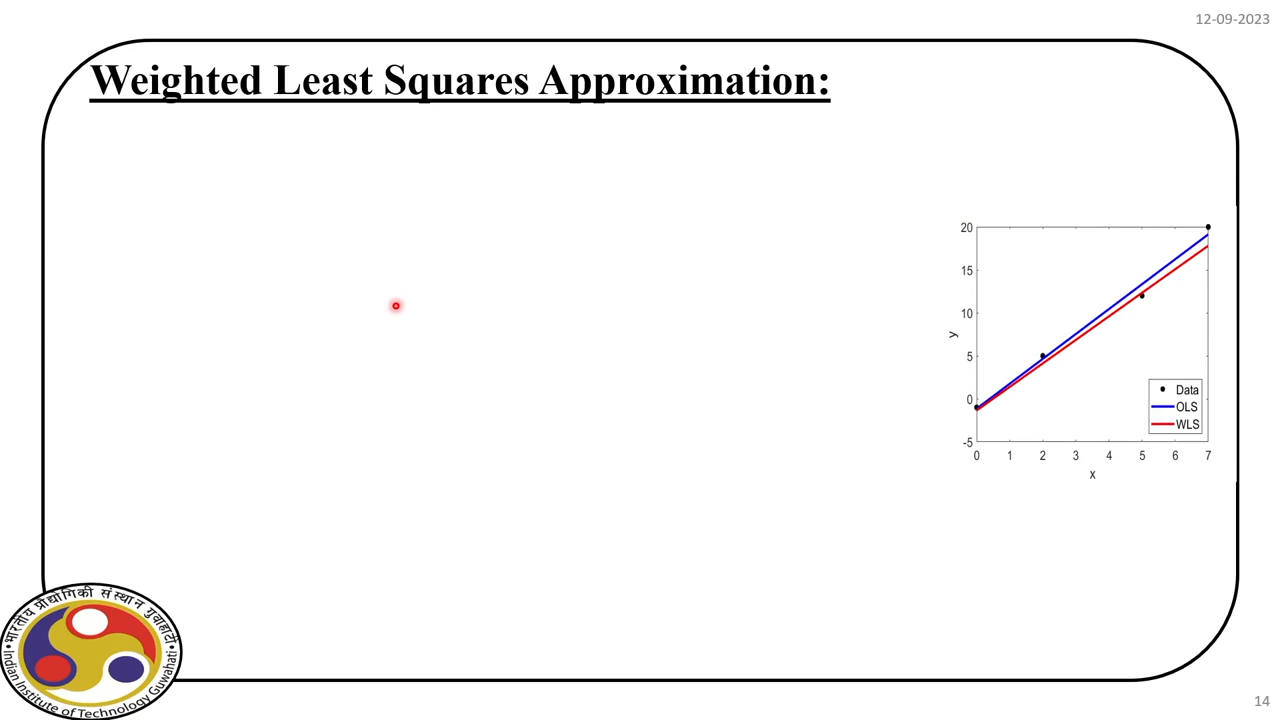 12-09-2023
Weighted Least Squares Approximation:
20
15
10
5
0
-5
y
0 1 2 3 4 5 6 7
x
Data
OLS
WLS
भारतीय प्रौद्योगिकी संस्थान गुवाहाटी
Indian Institute of Technology Guwahati
14